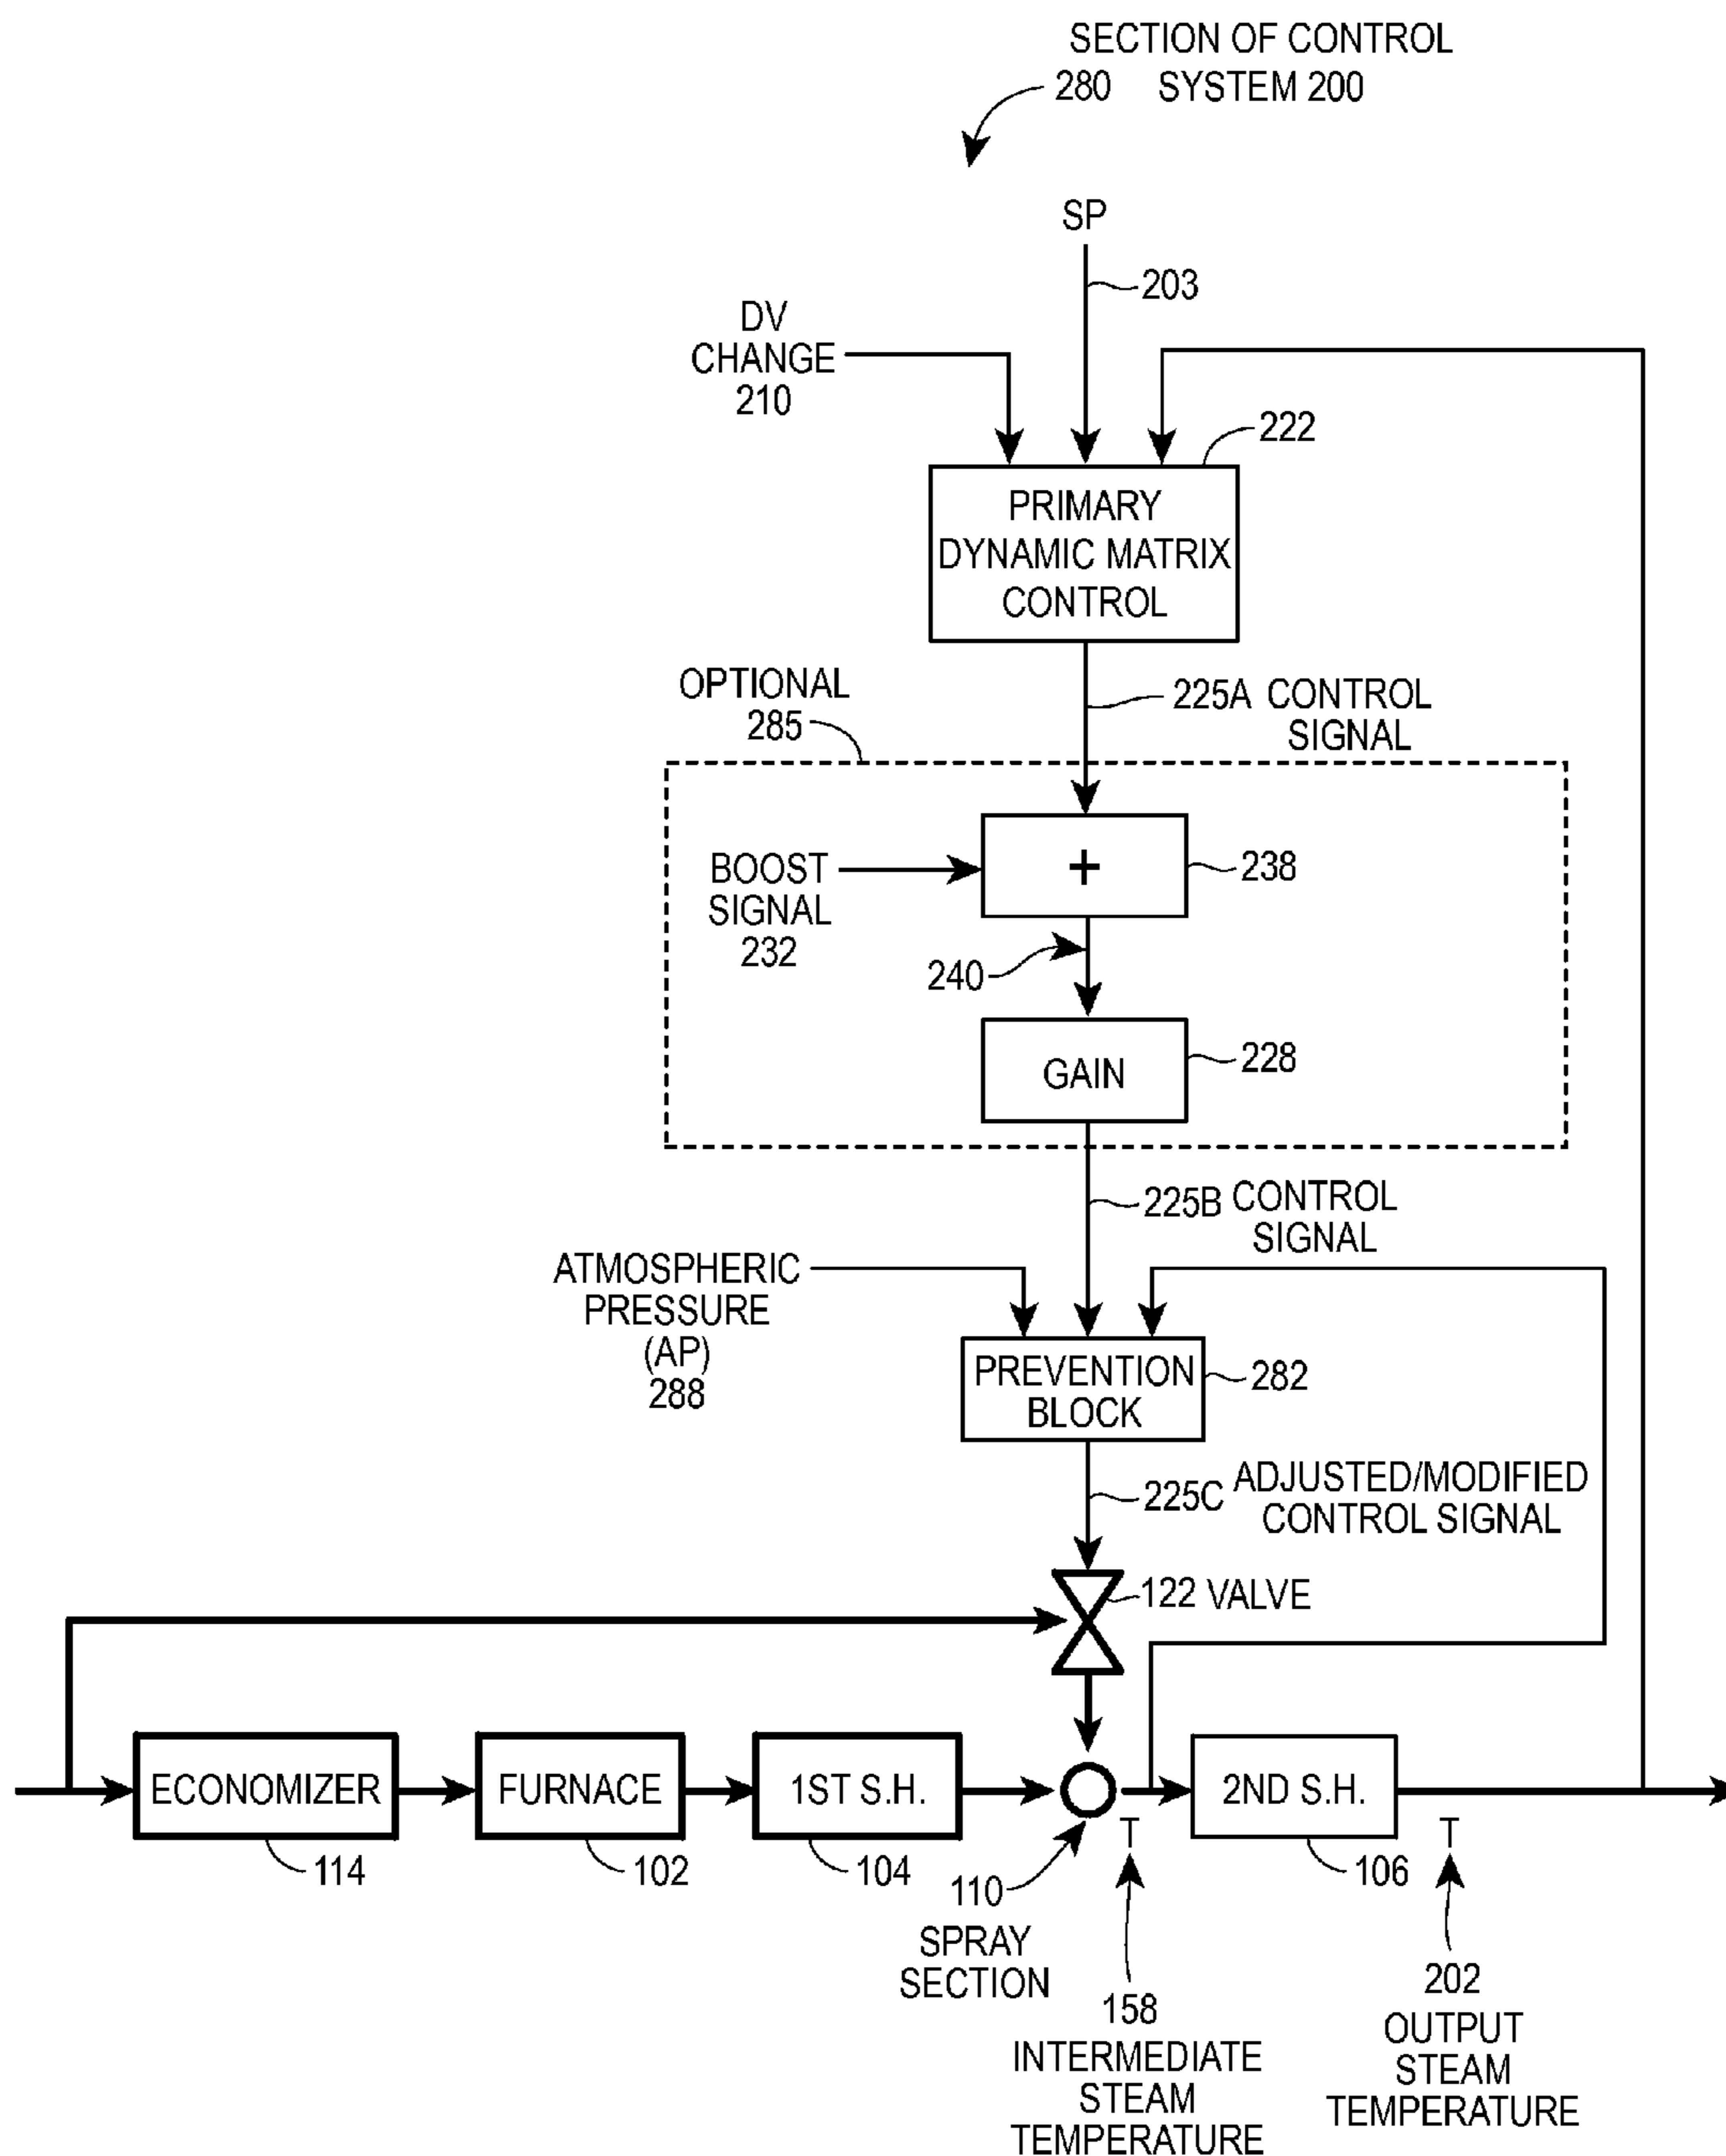 SECTION OF CONTROL
280 SYSTEM 200
SP
203
DV
CHANGE
210
222
PRIMARY
DYNAMIC MATRIX
CONTROL
OPTIONAL
285
225A CONTROL
SIGNAL
+
238
BOOST
SIGNAL
232
240
GAIN
228
225B CONTROL
SIGNAL
ATMOSPHERIC
PRESSURE
(AP)
288
PREVENTION
BLOCK
282
225C ADJUSTED/MODIFIED
CONTROL SIGNAL
122 VALVE
ECONOMIZER
FURNACE
1ST S.H.
2ND S.H.
T
T
114
102
104
110
SPRAY
SECTION
106
158
INTERMEDIATE
STEAM
TEMPERATURE
202
OUTPUT
STEAM
TEMPERATURE